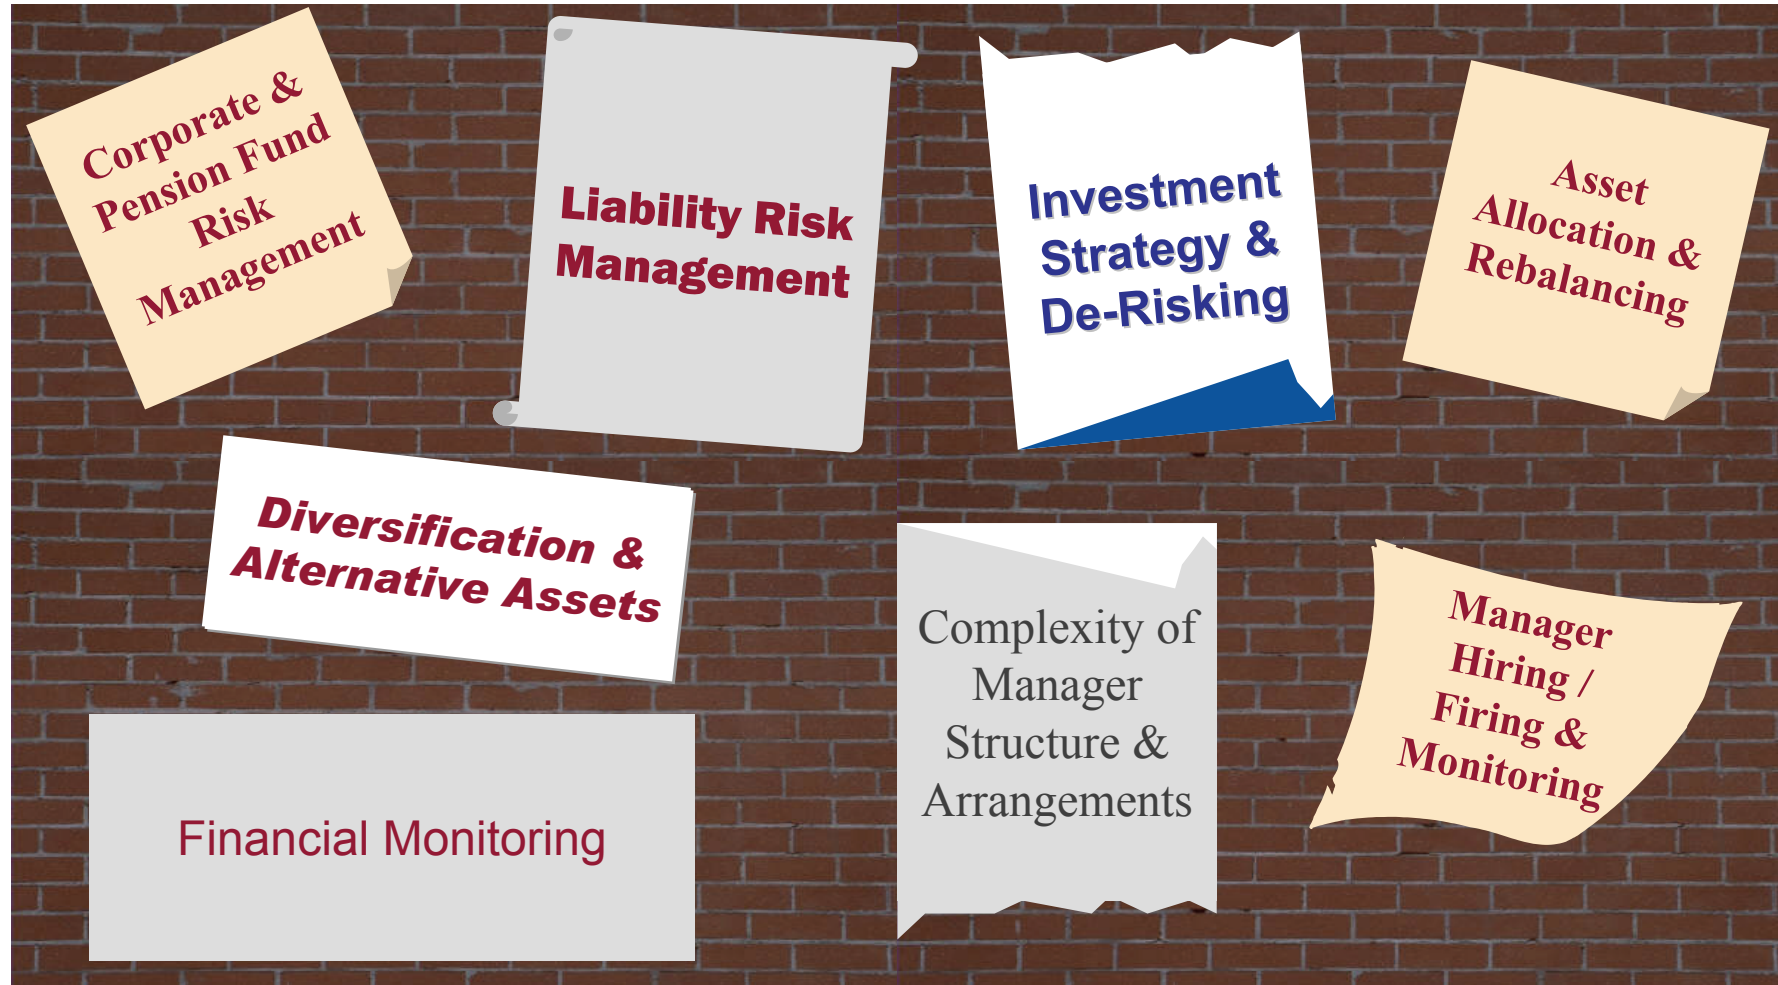 Corporate &
Pension Fund
Risk
Management
Liability Risk
Management
Investment
Strategy &
De-Risking
Asset
Allocation &
Rebalancing
Diversification &
Alternative Assets
Complexity of
Manager
Structure &
Arrangements
Manager
Hiring /
Firing &
Monitoring
Financial Monitoring